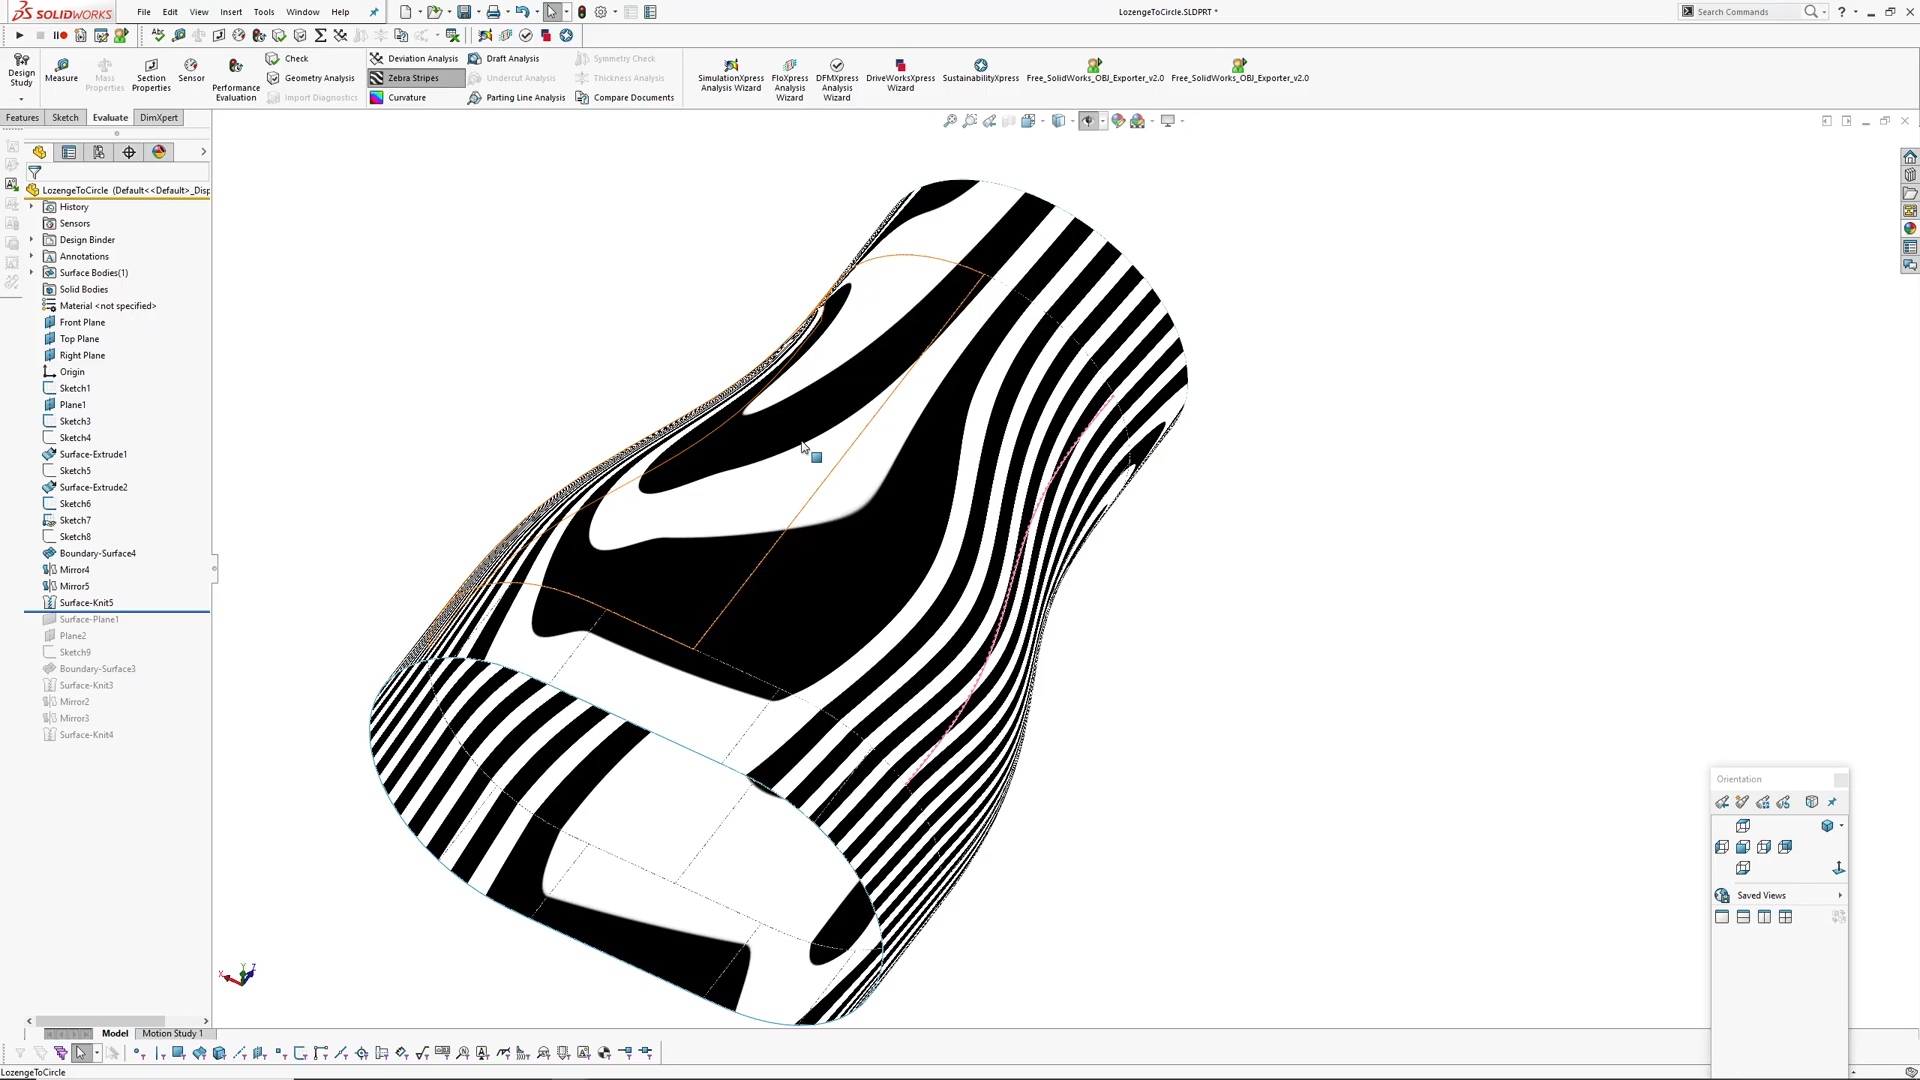 SOLIDWORKS
File Edit View Insert Tools Window Help
LozengeToCircle.SLDPRT *
Search Commands
Design Study
Measure
Mass Properties
Section Properties
Sensor
Performance Evaluation
Check
Geometry Analysis
Import Diagnostics
Deviation Analysis
Zebra Stripes
Curvature
Draft Analysis
Undercut Analysis
Parting Line Analysis
Symmetry Check
Thickness Analysis
Compare Documents
SimulationXpress Analysis Wizard
FloXpress Analysis Wizard
DFMXpress Analysis Wizard
DriveWorksXpress Wizard
SustainabilityXpress
Free_SolidWorks_OBJ_Exporter_v2.0
Free_SolidWorks_OBJ_Exporter_v2.0
Features Sketch Evaluate DimXpert
LozengeToCircle (Default<<Default>_Disp
History
Sensors
Design Binder
Annotations
Surface Bodies(1)
Solid Bodies
Material <not specified>
Front Plane
Top Plane
Right Plane
Origin
Sketch1
Plane1
Sketch3
Sketch4
Surface-Extrude1
Sketch5
Surface-Extrude2
Sketch6
Sketch7
Sketch8
Boundary-Surface4
Mirror4
Mirror5
Surface-Knit5
Surface-Plane1
Plane2
Sketch9
Boundary-Surface3
Surface-Knit3
Mirror2
Mirror3
Surface-Knit4
Orientation
Saved Views
X Y Z
Model Motion Study 1
LozengeToCircle